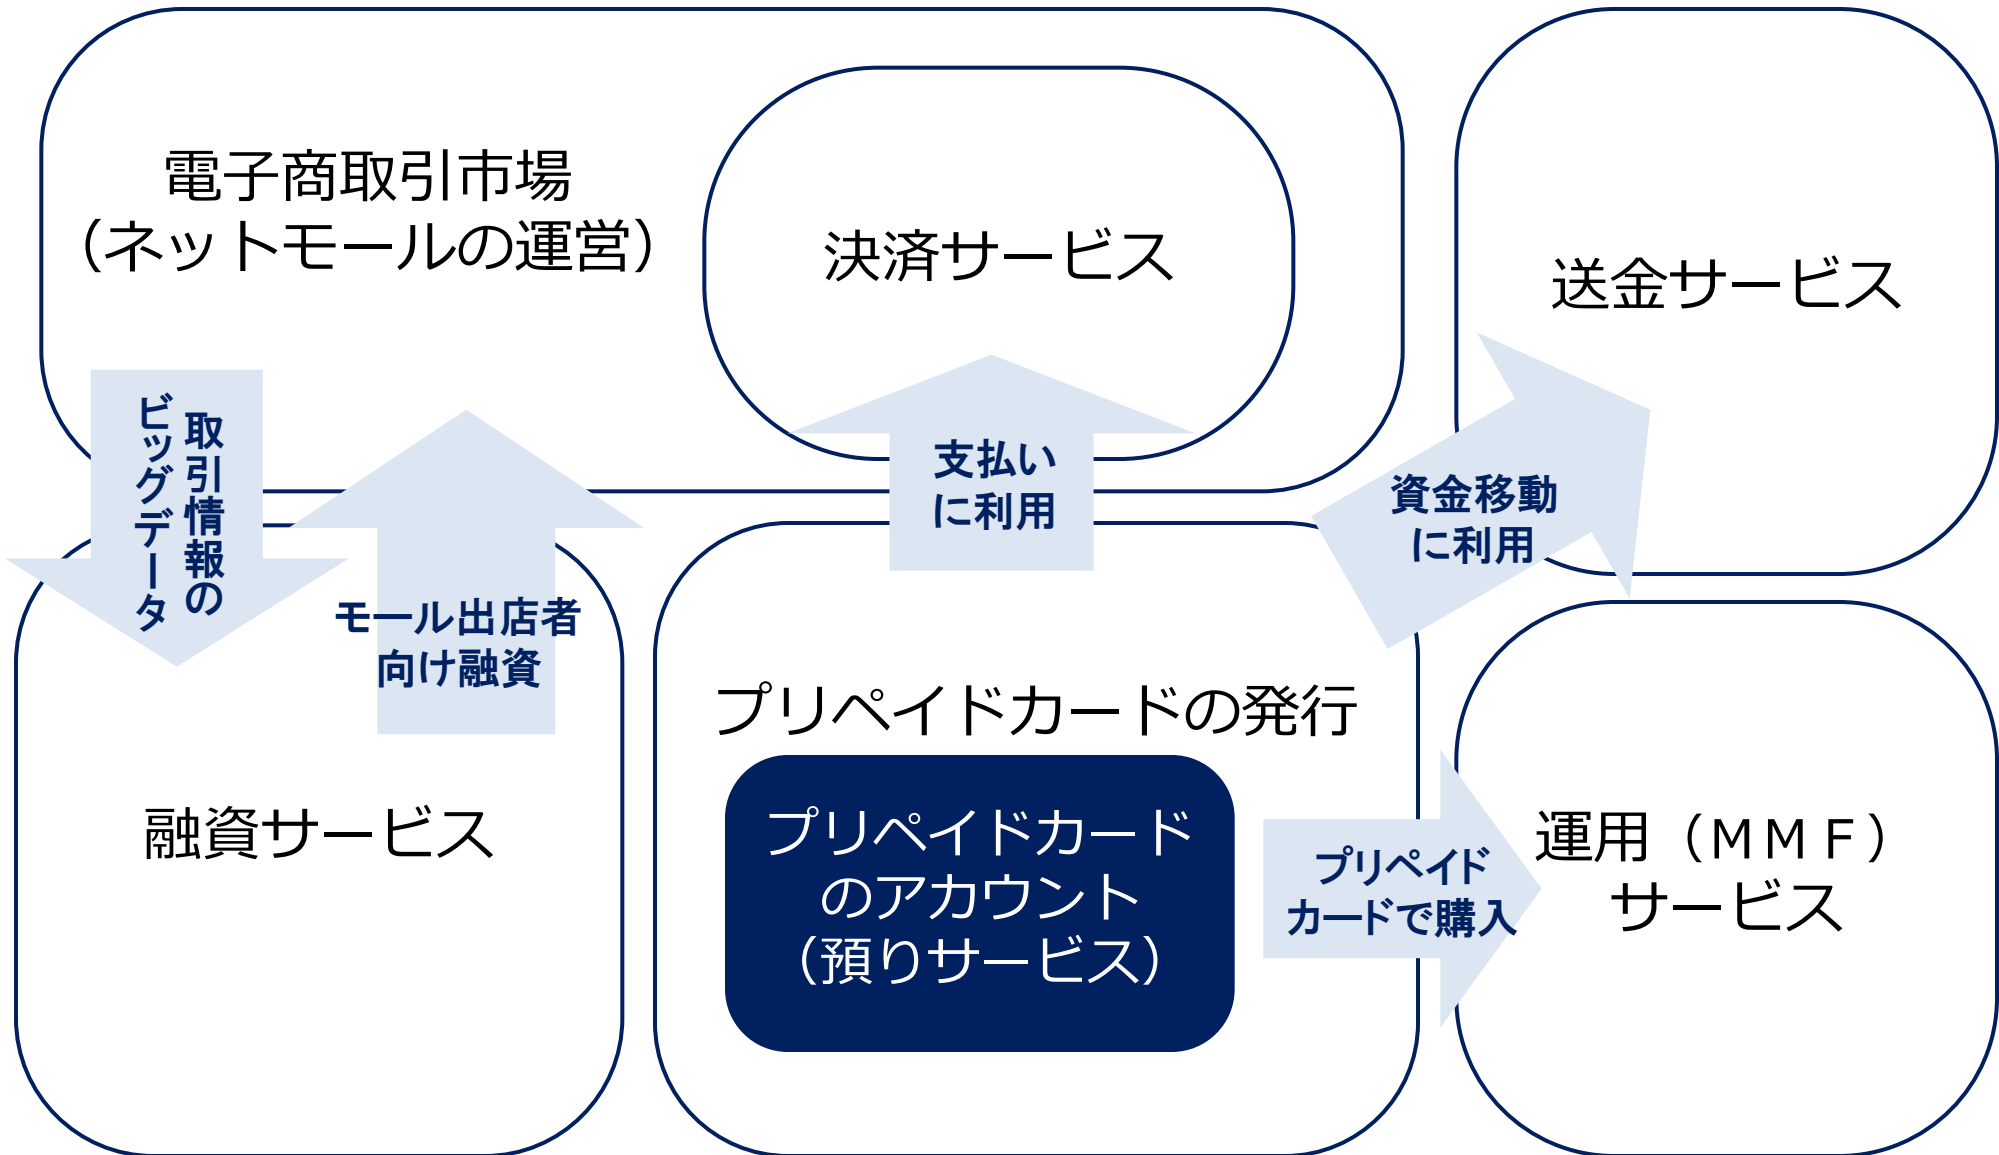 電子商取引市場
（ネットモールの運営）
決済サービス
送金サービス
取引情報の
ビッグデータ
モール出店者
向け融資
支払い
に利用
資金移動
に利用
融資サービス
プリペイドカードの発行
プリペイドカード
のアカウント
（預りサービス）
プリペイド
カードで購入
運用（ＭＭＦ）
サービス